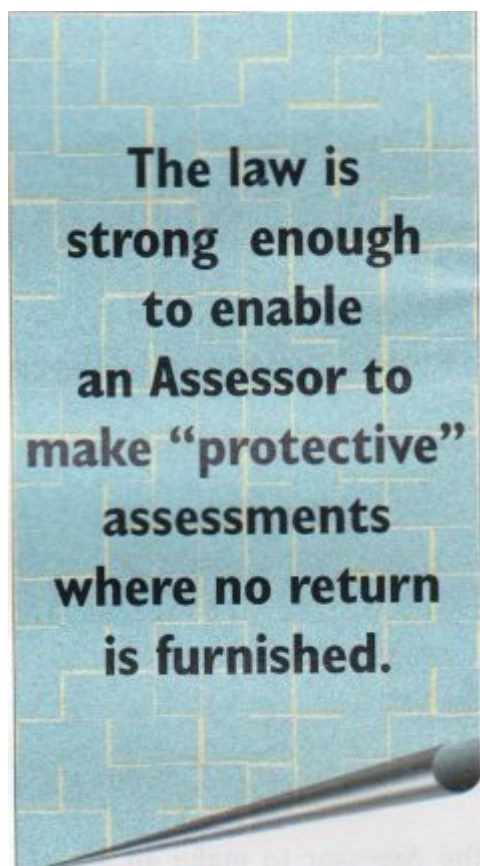 The law is
strong enough
to enable
an Assessor to
make “protective”
assessments
where no return
is furnished.